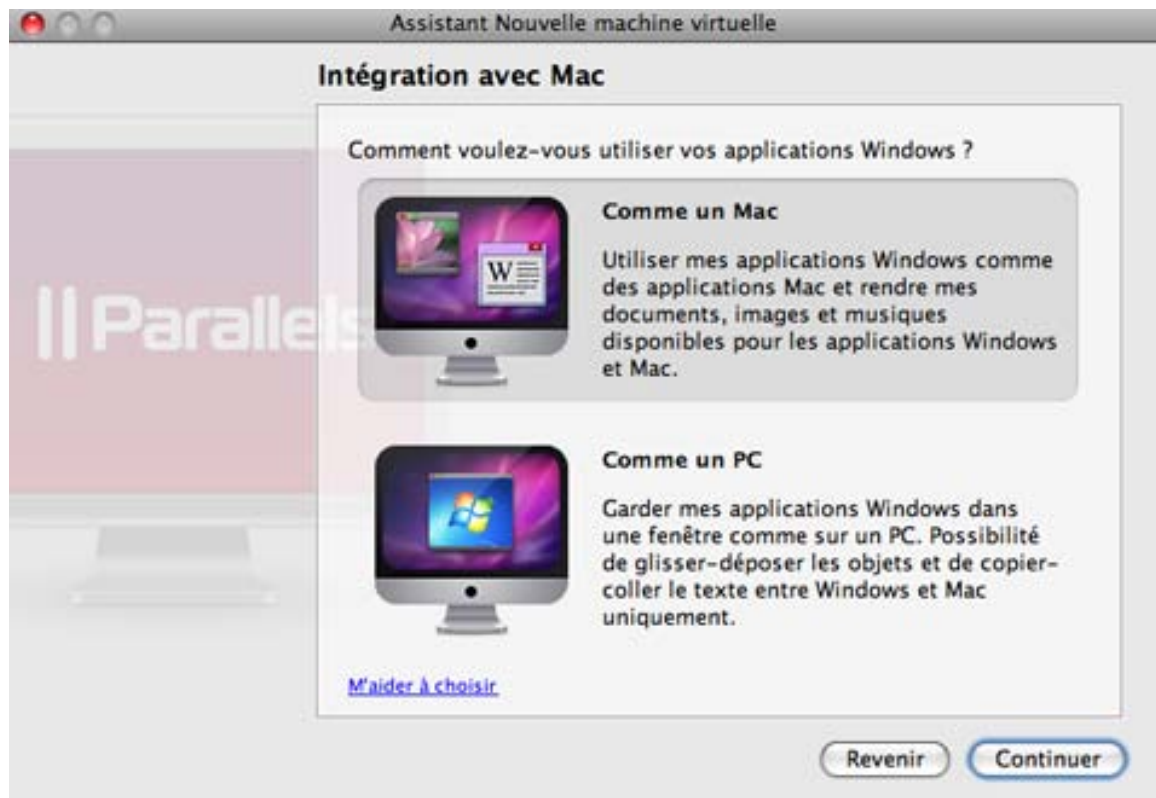 Assistant Nouvelle machine virtuelle
Intégration avec Mac
|| Parallels
Comment voulez-vous utiliser vos applications Windows ?
W
Comme un Mac
Utiliser mes applications Windows comme
des applications Mac et rendre mes
documents, images et musiques
disponibles pour les applications Windows
et Mac.
Comme un PC
Garder mes applications Windows dans
une fenêtre comme sur un PC. Possibilité
de glisser-déposer les objets et de copier-
coller le texte entre Windows et Mac
uniquement.
M'aider à choisir
Revenir
Continuer